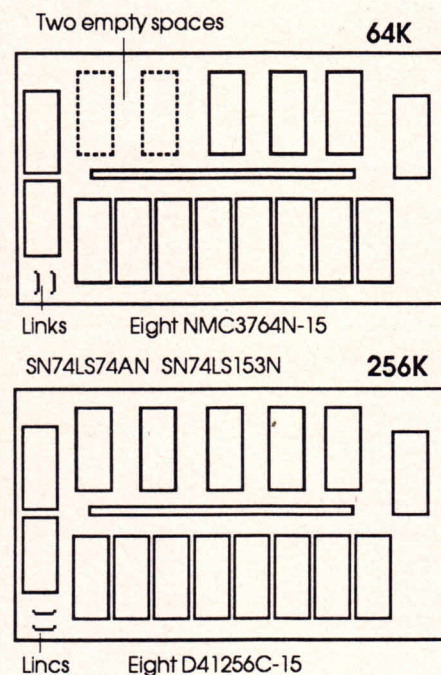 Two empty spaces
64K
Links
Eight NMC3764N-15
SN74LS74AN SN74LS153N
256K
Lincs
Eight D41256C-15